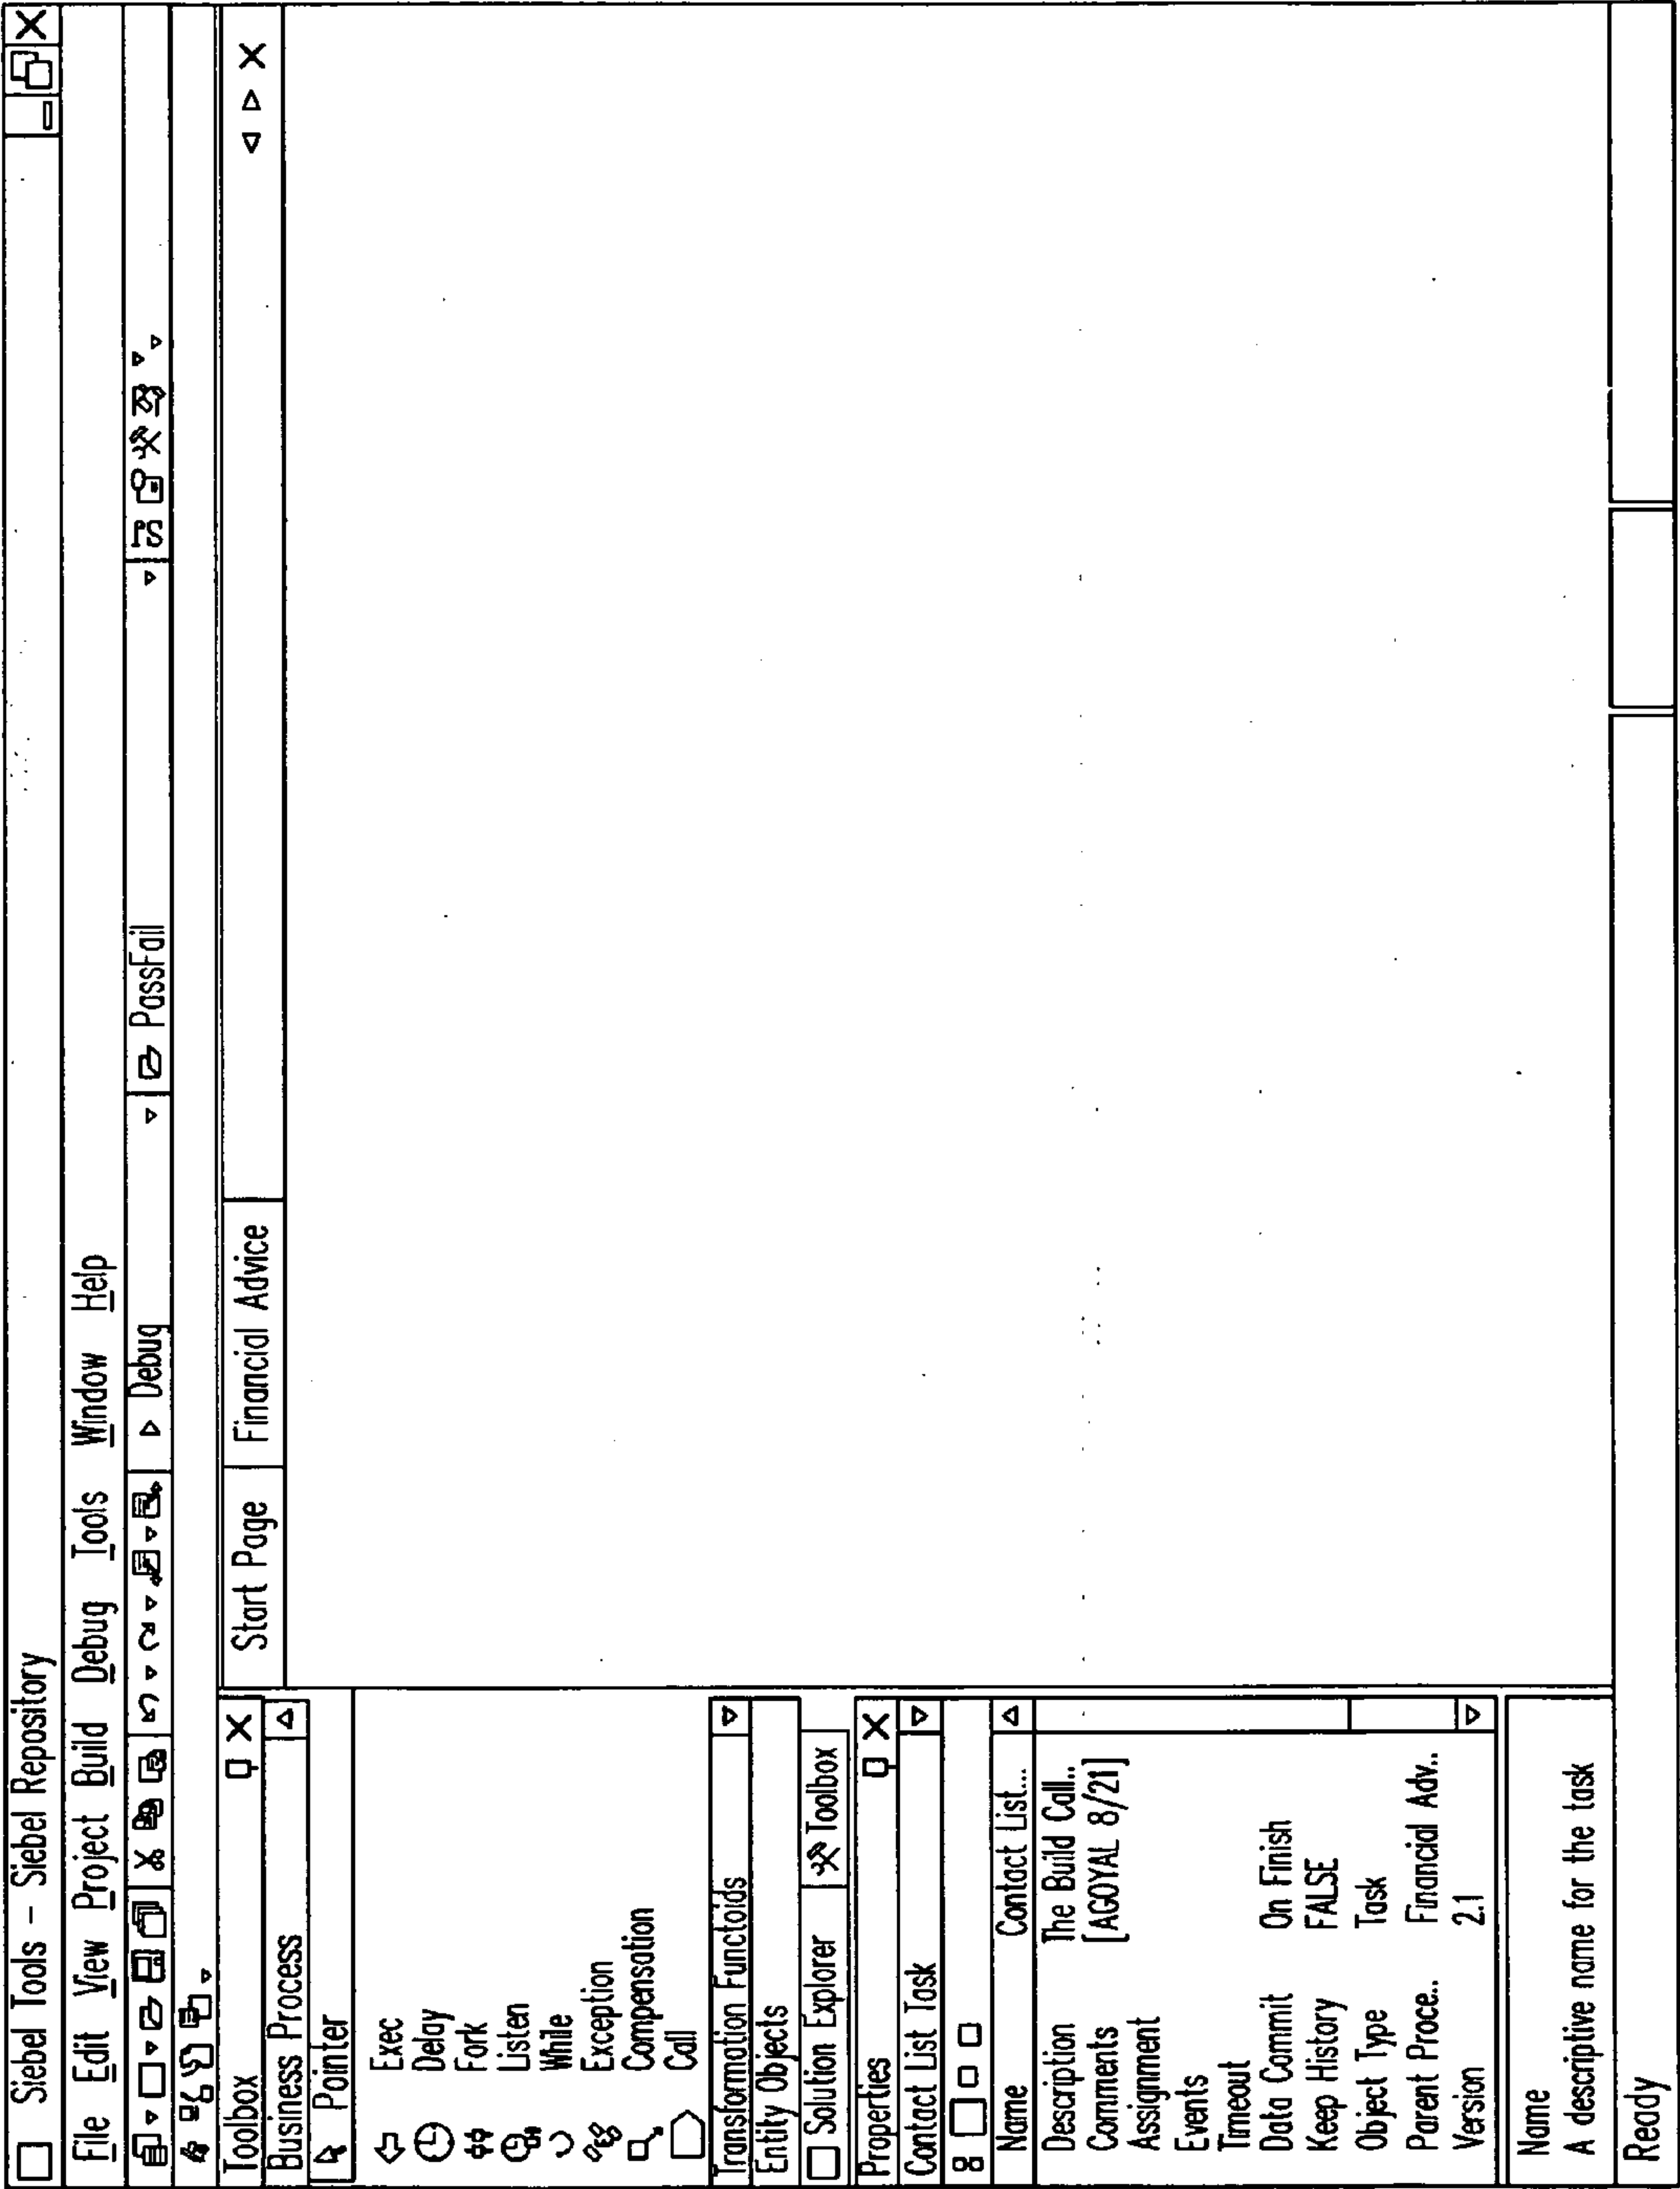 Siebel Tools – Siebel Repository
File Edit View Project Build Debug Tools Window Help
Debug PassFail
Toolbox
Business Process
Pointer
Exec
Delay
Fork
Listen
While
Exception
Compensation
Call
Transformation Functoids
Entity Objects
Solution Explorer Toolbox
Properties
Contact List Task
Name Contact List...
Description The Build Call..
Comments [AGOYAL 8/21]
Assignment
Events
Timeout
Data Commit On Finish
Keep History FALSE
Object Type Task
Parent Proce.. Financial Adv..
Version 2.1
Name
A descriptive name for the task
Start Page Financial Advice
Ready